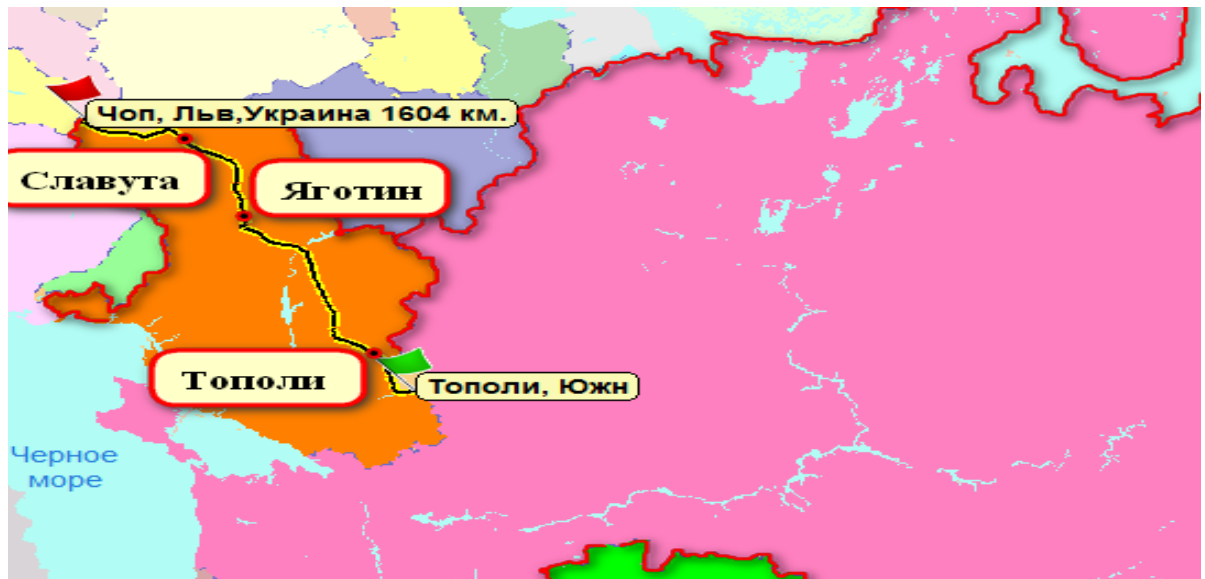 Чоп, Льв,Украина 1604 км.
Славута
Яготин
Тополи
Тополи, Южн
Черное
море